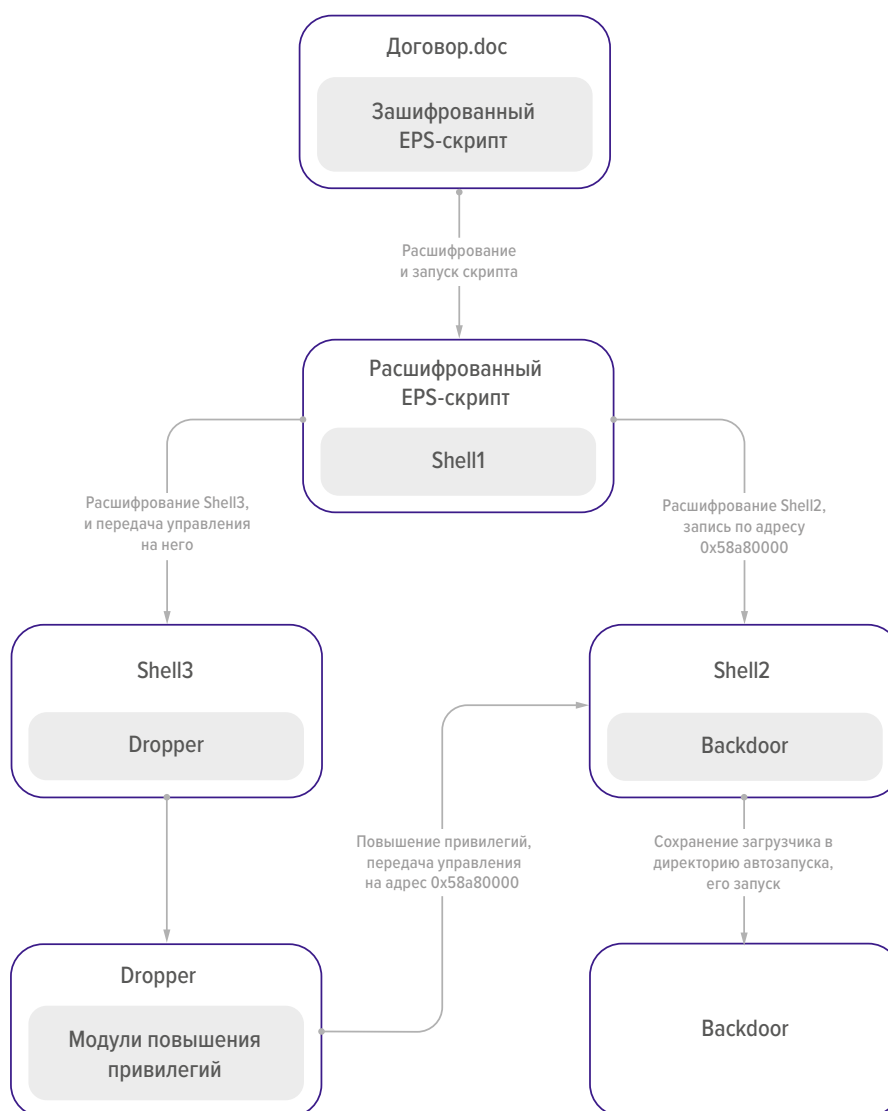 Договор.doc
Зашифрованный
EPS-скрипт
Расшифрование
и запуск скрипта
Расшифрованный
EPS-скрипт
Shell1
Расшифрование Shell3,
и передача управления
на него
Расшифрование Shell2,
запись по адресу
0x58a80000
Shell3
Dropper
Shell2
Backdoor
Повышение привилегий,
передача управления
на адрес 0x58a80000
Сохранение загрузчика в
директорию автозапуска,
его запуск
Dropper
Модули повышения
привилегий
Backdoor